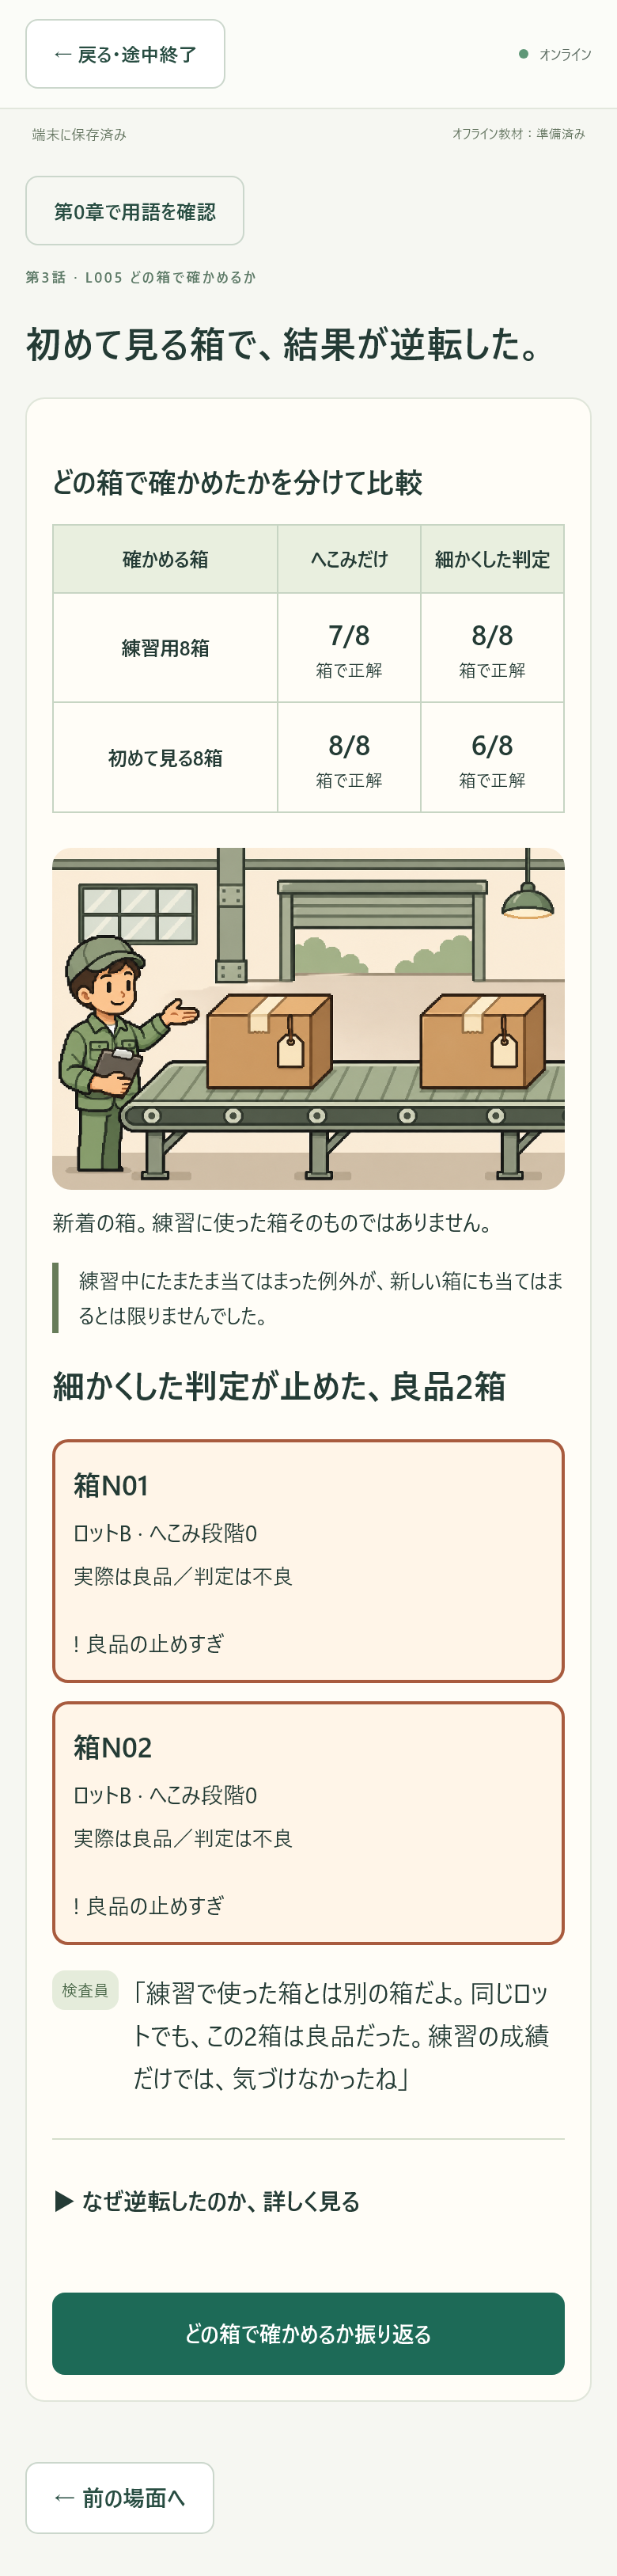 ← 戻る・途中終了
オンライン
端末に保存済み
オフライン教材：準備済み
第0章で用語を確認
第3話 · L005 どの箱で確かめるか
初めて見る箱で、結果が逆転した。
どの箱で確かめたかを分けて比較
確かめる箱 へこみだけ 細かくした判定
練習用8箱 7/8 箱で正解 8/8 箱で正解
初めて見る8箱 8/8 箱で正解 6/8 箱で正解
新着の箱。練習に使った箱そのものではありません。
練習中にたまたま当てはまった例外が、新しい箱にも当てはま
るとは限りませんでした。
細かくした判定が止めた、良品2箱
箱N01
ロットB · へこみ段階0
実際は良品／判定は不良
! 良品の止めすぎ
箱N02
ロットB · へこみ段階0
実際は良品／判定は不良
! 良品の止めすぎ
検査員
「練習で使った箱とは別の箱だよ。同じロッ
トでも、この2箱は良品だった。練習の成績
だけでは、気づけなかったね」
▶ なぜ逆転したのか、詳しく見る
どの箱で確かめるか振り返る
← 前の場面へ